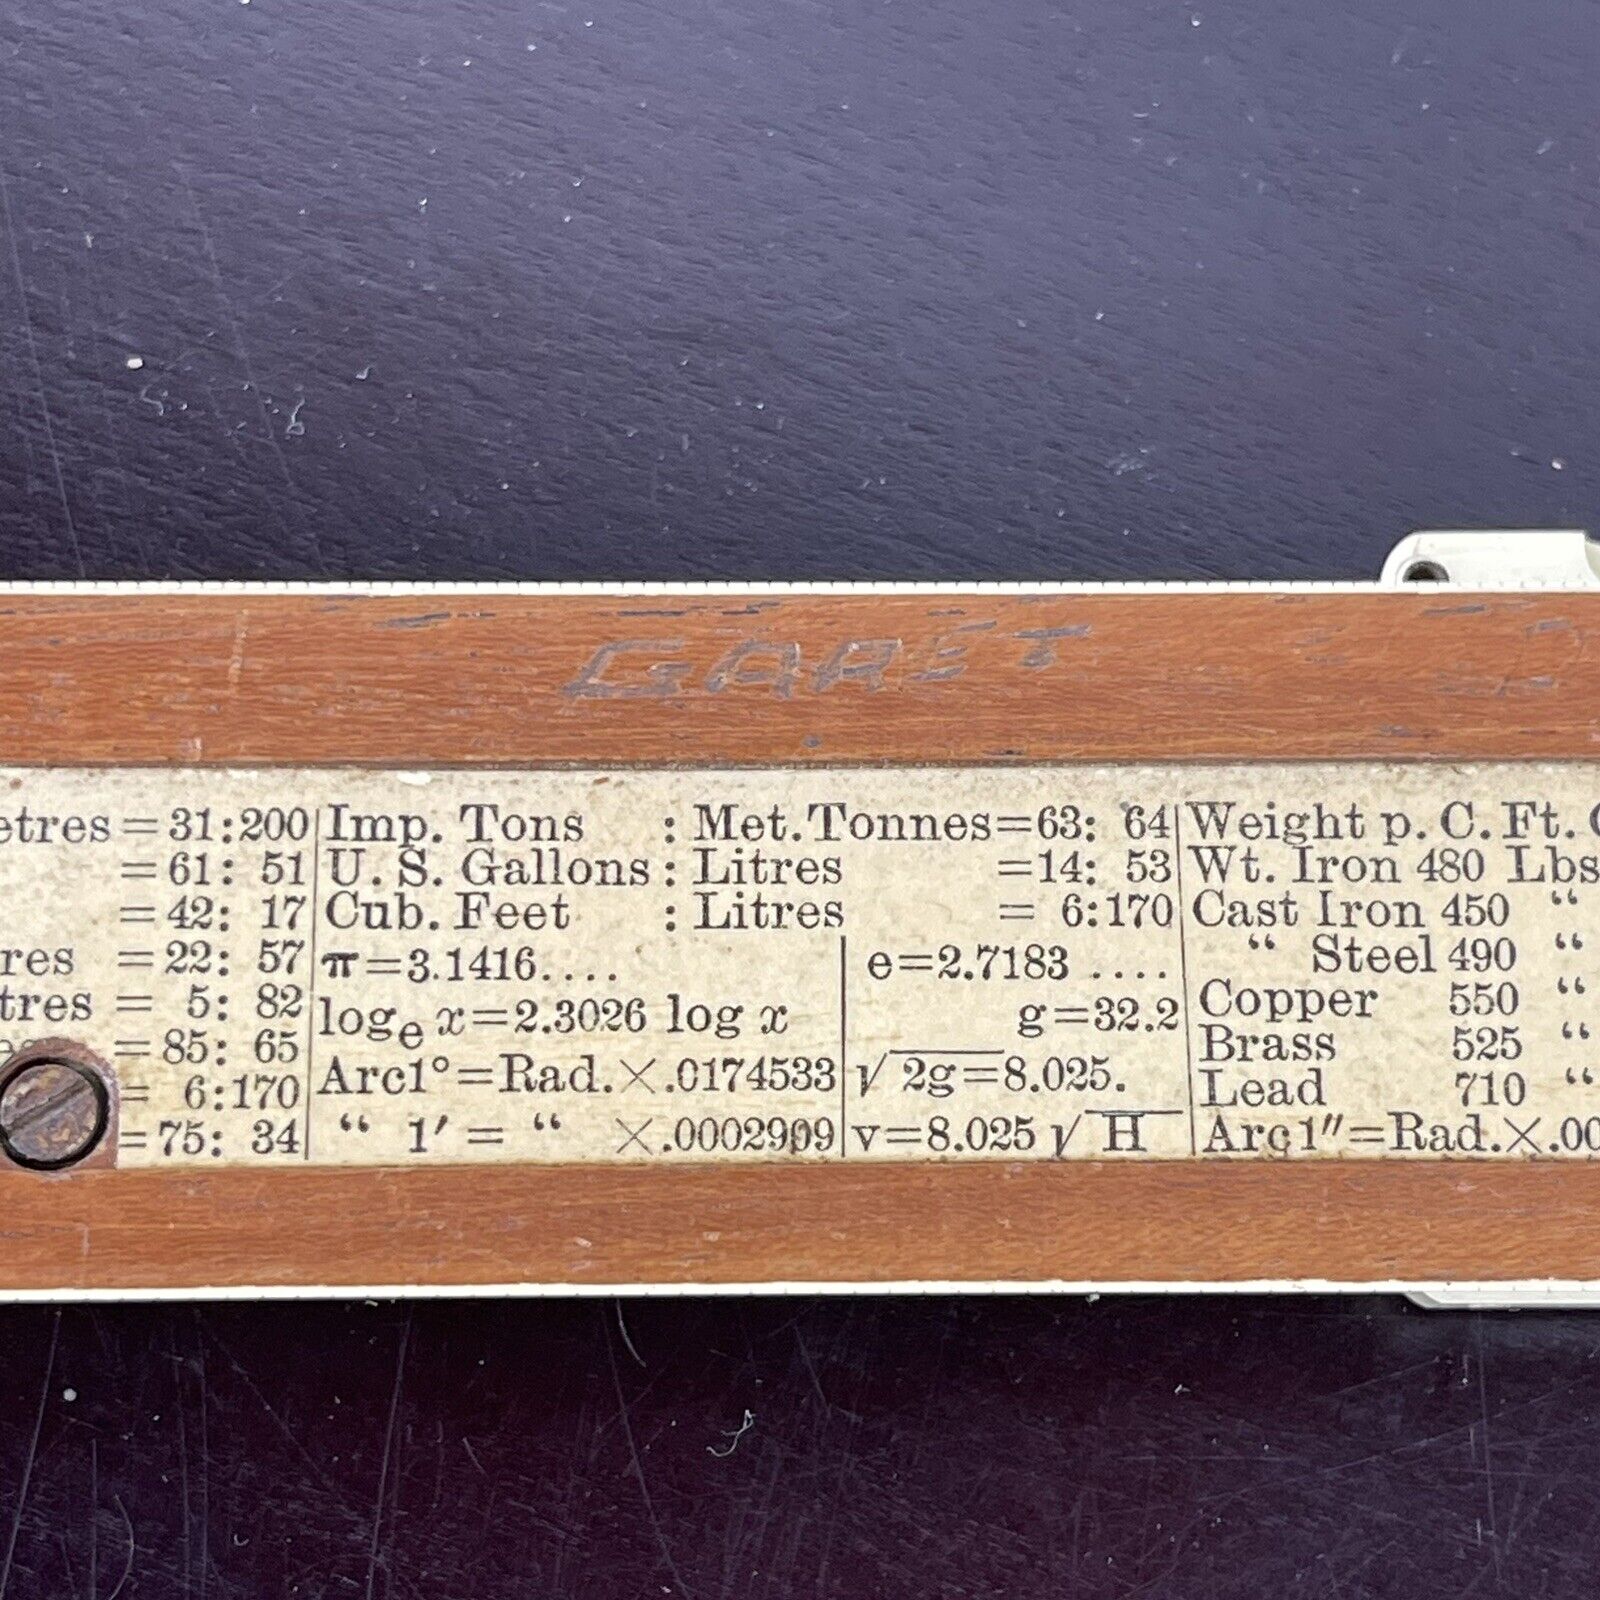 GARET
etres = 31:200 Imp. Tons : Met. Tonnes=63: 64 Weight p. C. Ft.
=61: 51 U. S. Gallons : Litres =14: 53 Wt. Iron 480 Lbs
=42: 17 Cub. Feet : Litres = 6:170 Cast Iron 450 “
res =22: 57 π=3.1416.... e=2.7183 .... “ Steel 490 “
tres = 5: 82 logₑ x=2.3026 log x g=32.2 Copper 550 “
=85: 65 Arc1°=Rad.×.0174533 √2g=8.025. Brass 525 “
= 6:170 Lead 710 “
=75: 34 “ 1′ = “ ×.0002909 v=8.025 √H Arc1″=Rad.×.00